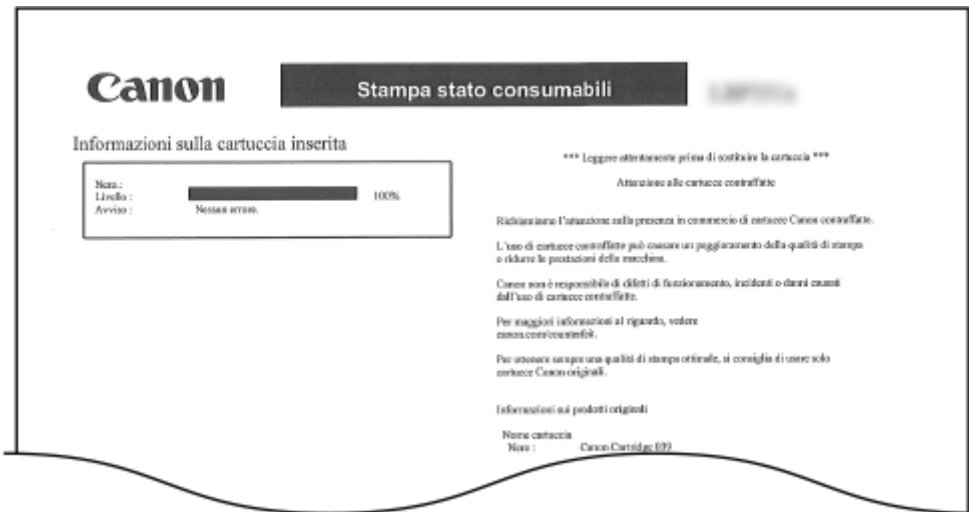 Canon
Stampa stato consumabili
Informazioni sulla cartuccia inserita
Nero :
Livello : 100%
Avviso : Nessun errore.
*** Leggere attentamente prima di sostituire la cartuccia ***
Attenzione alle cartucce contraffatte
Richiamiamo l'attenzione sulla presenza in commercio di cartucce Canon contraffatte.
L'uso di cartucce contraffatte può causare un peggioramento della qualità di stampa
o ridurre le prestazioni della macchina.
Canon non è responsabile di difetti di funzionamento, incidenti o danni causati
dall'uso di cartucce contraffatte.
Per maggiori informazioni al riguardo, vedere
canon.com/counterfeit.
Per ottenere sempre una qualità di stampa ottimale, si consiglia di usare solo
cartucce Canon originali.
Informazioni sui prodotti originali
Nome cartuccia
Nero : Canon Cartridge 039